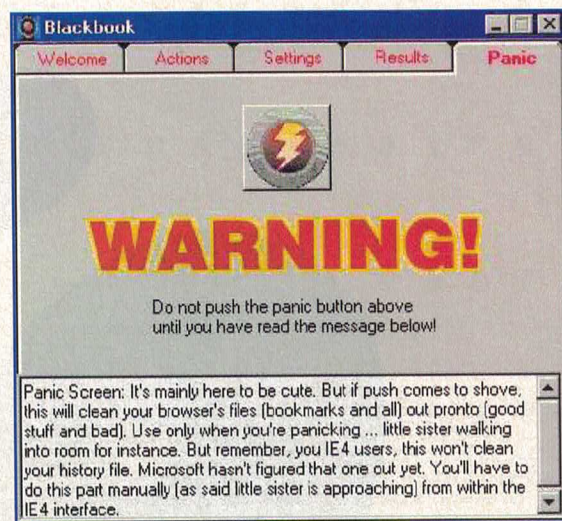 Blackbook
Welcome
Actions
Settings
Results
Panic
WARNING!
Do not push the panic button above
until you have read the message below!
Panic Screen: It's mainly here to be cute. But if push comes to shove,
this will clean your browser's files (bookmarks and all) out pronto (good
stuff and bad). Use only when you're panicking ... little sister walking
into room for instance. But remember, you IE4 users, this won't clean
your history file. Microsoft hasn't figured that one out yet. You'll have to
do this part manually (as said little sister is approaching) from within the
IE4 interface.